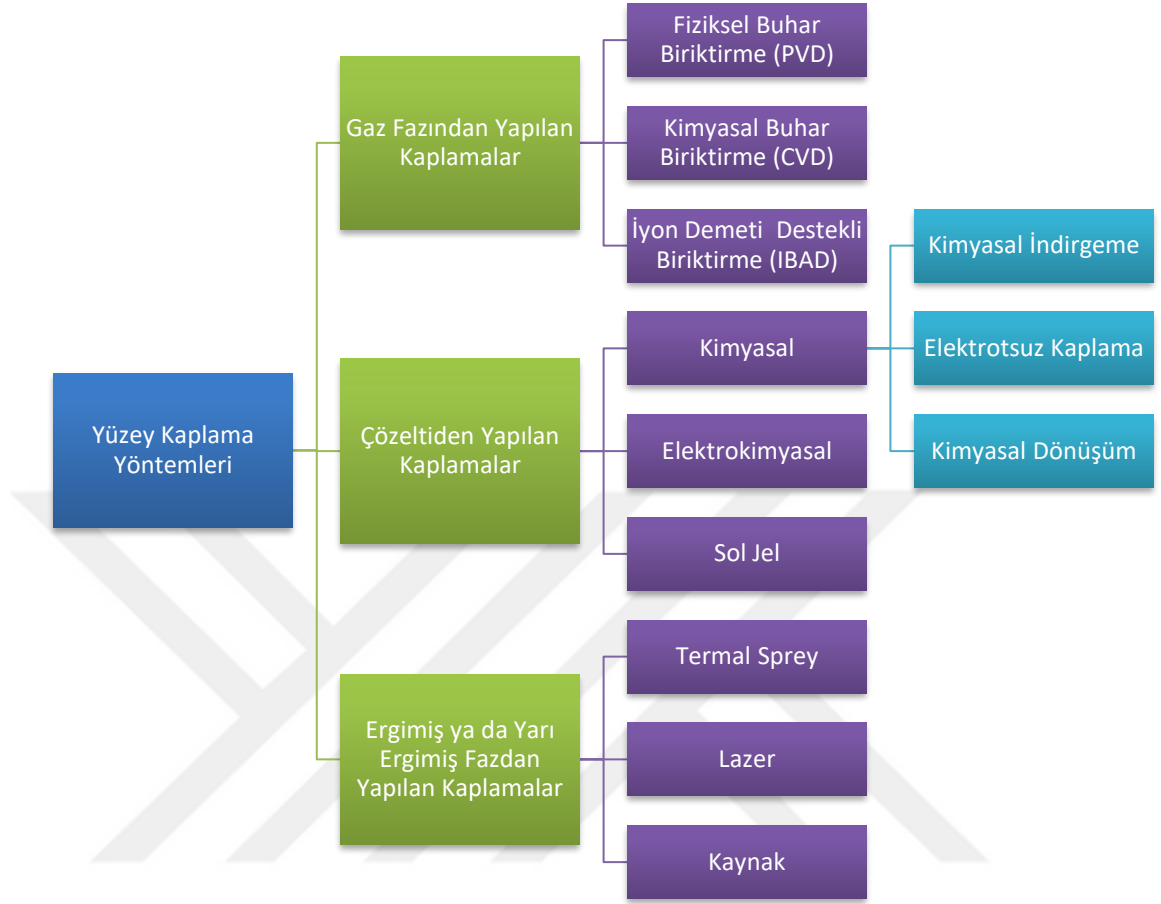 Yüzey Kaplama
Yöntemleri
Gaz Fazından Yapılan
Kaplamalar
Fiziksel Buhar
Biriktirme (PVD)
Kimyasal Buhar
Biriktirme (CVD)
İyon Demeti  Destekli
Biriktirme (IBAD)
Çözeltiden Yapılan
Kaplamalar
Kimyasal
Kimyasal İndirgeme
Elektrotsuz Kaplama
Kimyasal Dönüşüm
Elektrokimyasal
Sol Jel
Ergimiş ya da Yarı
Ergimiş Fazdan
Yapılan Kaplamalar
Termal Sprey
Lazer
Kaynak